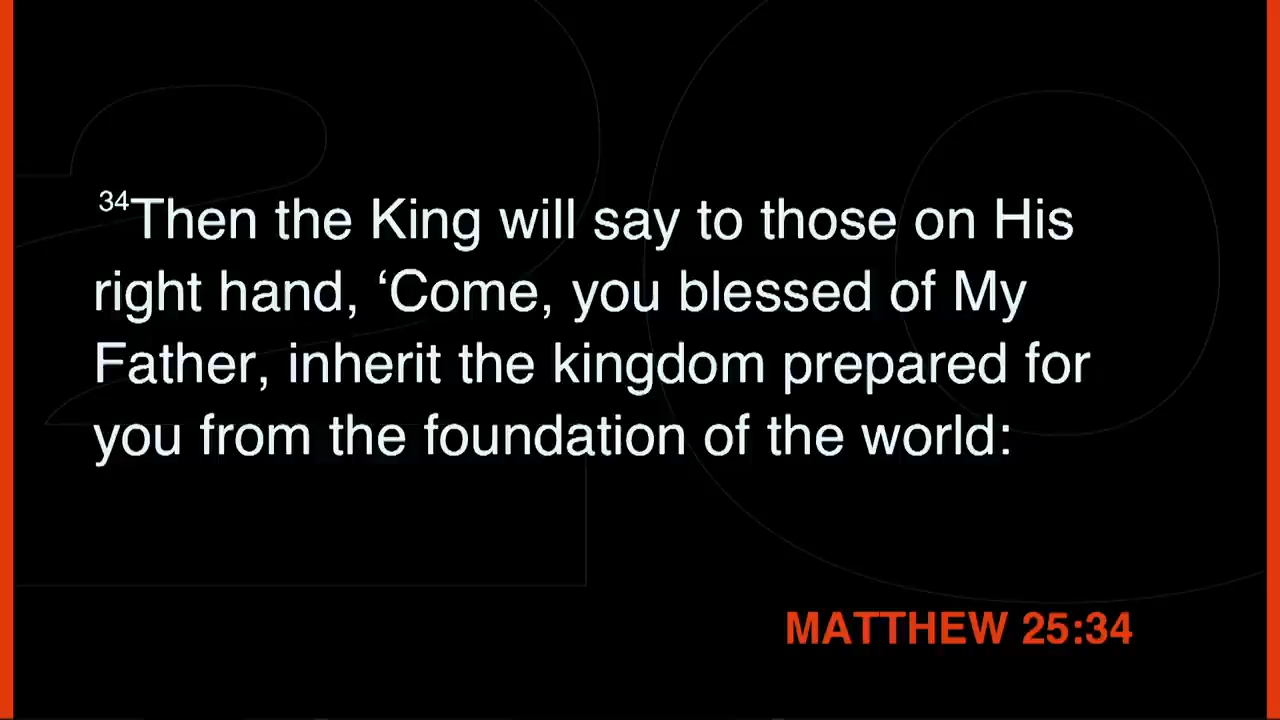 34Then the King will say to those on His
right hand, ‘Come, you blessed of My
Father, inherit the kingdom prepared for
you from the foundation of the world:
MATTHEW 25:34
20